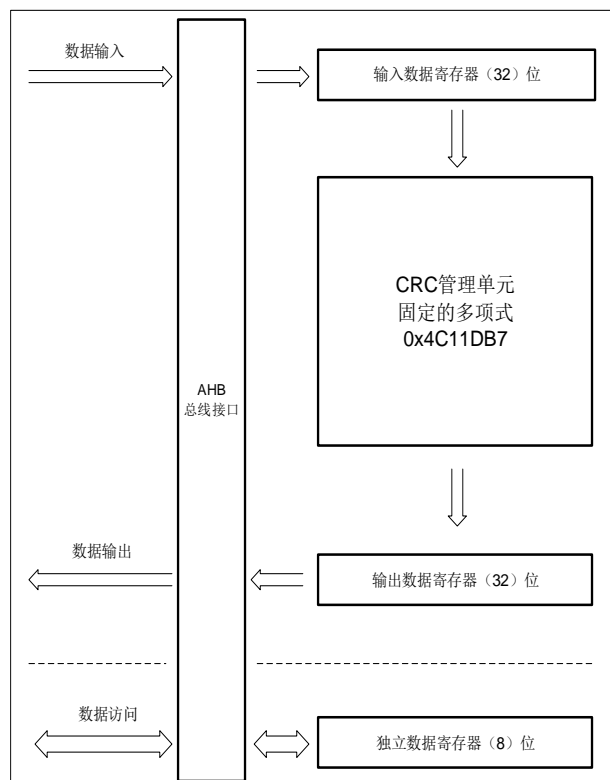 数据输入
输入数据寄存器（32）位
CRC管理单元
固定的多项式
0x4C11DB7
AHB
总线接口
数据输出
输出数据寄存器（32）位
数据访问
独立数据寄存器（8）位